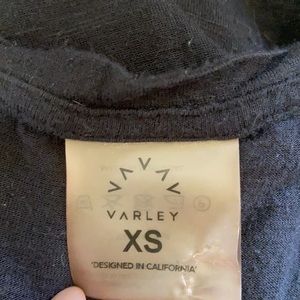 VARLEY
XS
'DESIGNED IN CALIFORNIA'